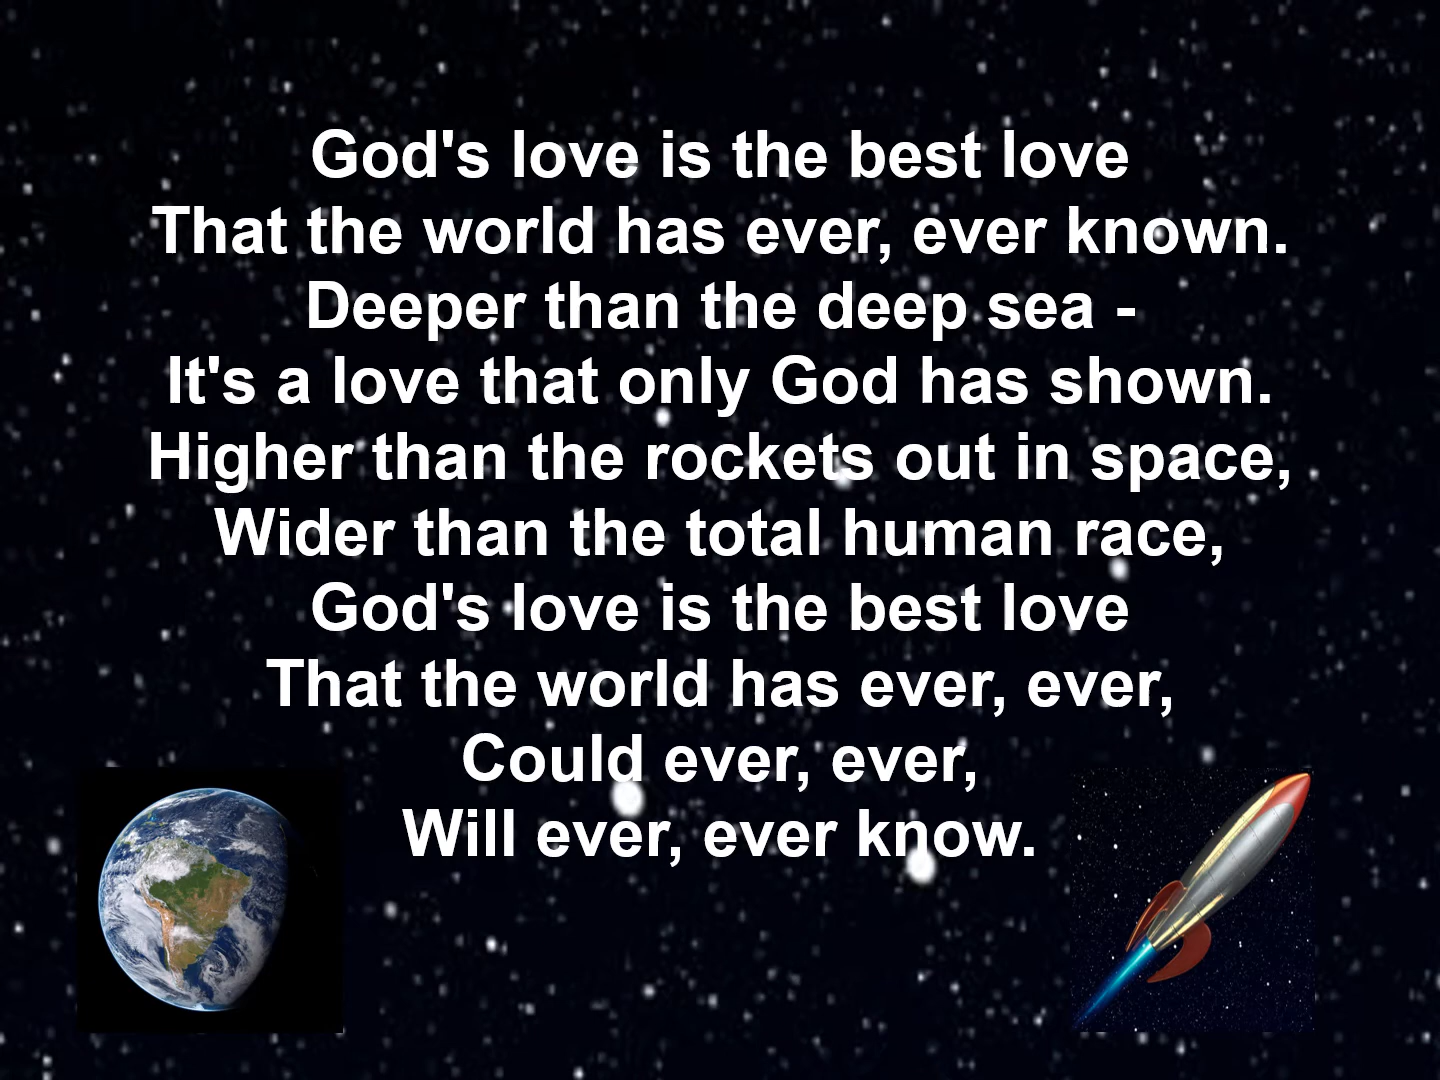 God's love is the best love
That the world has ever, ever known.
Deeper than the deep sea -
It's a love that only God has shown.
Higher than the rockets out in space,
Wider than the total human race,
God's love is the best love
That the world has ever, ever,
Could ever, ever,
Will ever, ever know.